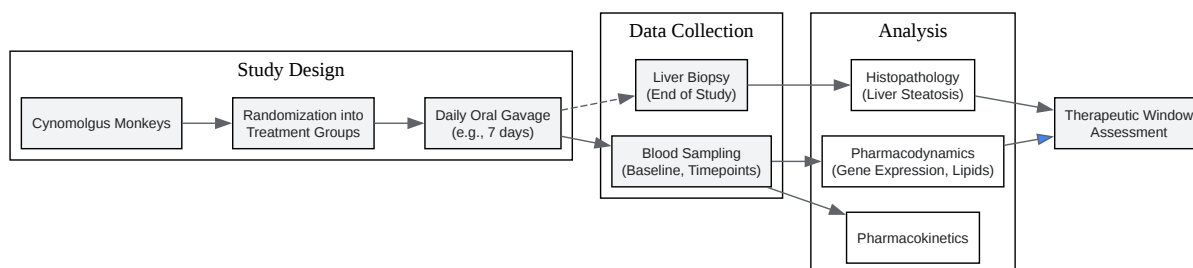 Study Design
Cynomolgus Monkeys
Randomization into
Treatment Groups
Daily Oral Gavage
(e.g., 7 days)
Data Collection
Liver Biopsy
(End of Study)
Blood Sampling
(Baseline, Timepoints)
Analysis
Histopathology
(Liver Steatosis)
Pharmacodynamics
(Gene Expression, Lipids)
Pharmacokinetics
Therapeutic Window
Assessment